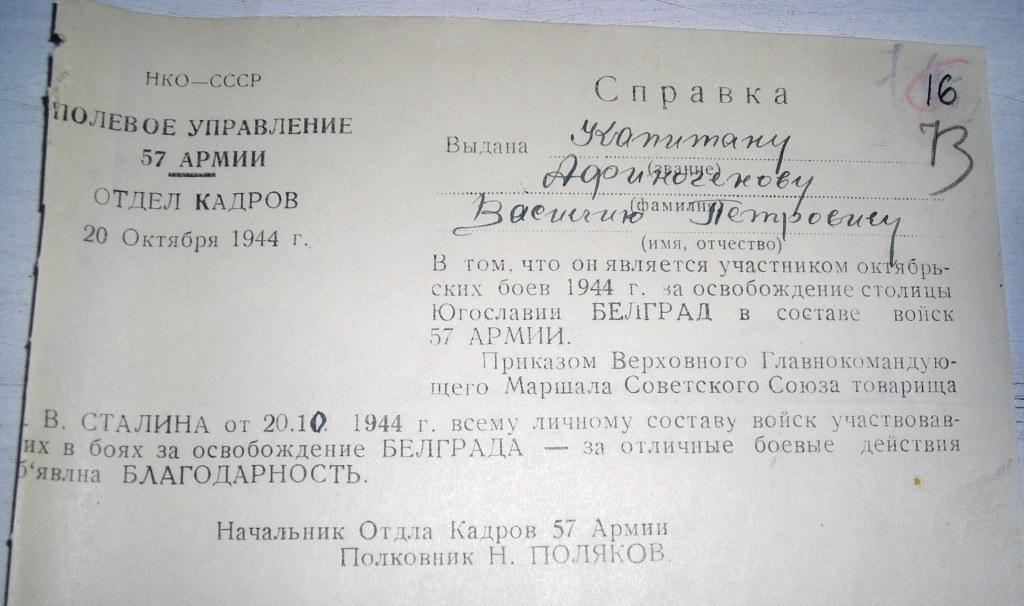 НКО—СССР
ПОЛЕВОЕ УПРАВЛЕНИЕ
57 АРМИИ
ОТДЕЛ КАДРОВ
20 Октября 1944 г.
16
В
Справка
Выдана Капитану
(звание)
Афиногенову
(фамилия)
Василию Петровичу
(имя, отчество)
В том, что он является участником октябрь-
ских боев 1944 г. за освобождение столицы
Югославии БЕЛГРАД в составе войск
57 АРМИИ.
Приказом Верховного Главнокомандую-
щего Маршала Советского Союза товарища
В. СТАЛИНА от 20.10. 1944 г. всему личному составу войск участвовав-
их в боях за освобождение БЕЛГРАДА — за отличные боевые действия
б‘явлна БЛАГОДАРНОСТЬ.
Начальник Отдла Кадров 57 Армии
Полковник Н. ПОЛЯКОВ.